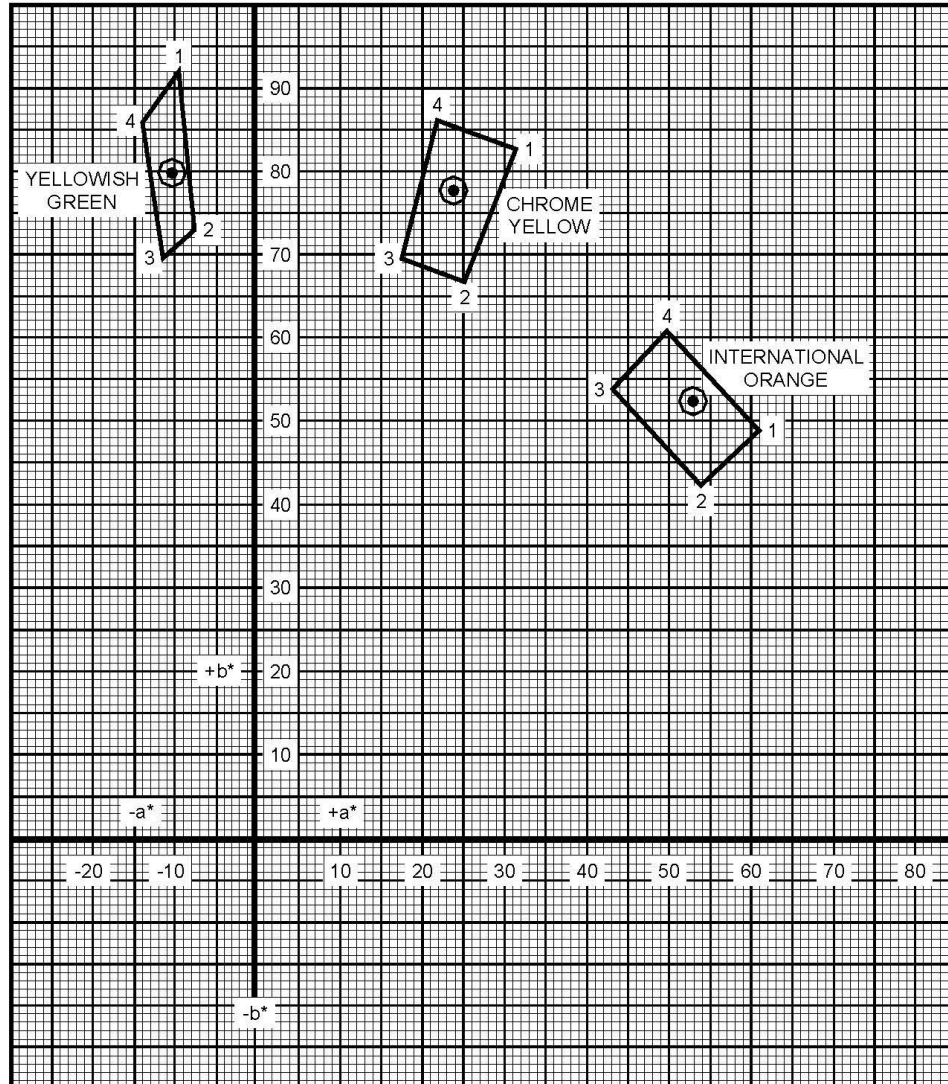 1
90
4
4
1
80
YELLOWISH
GREEN
CHROME
YELLOW
2
3
70
3
2
60
4
INTERNATIONAL
ORANGE
3
50
1
2
40
30
+b*
20
10
-a*
+a*
-20 -10 10 20 30 40 50 60 70 80
-b*